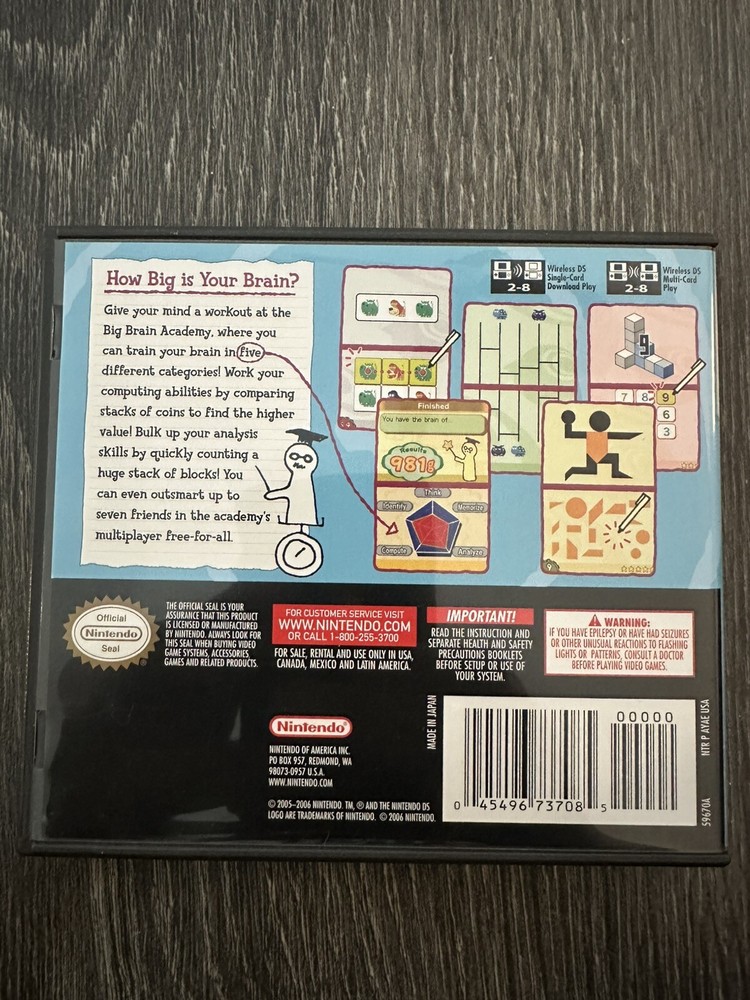 How Big is Your Brain?
Give your mind a workout at the
Big Brain Academy, where you
can train your brain in five
different categories! Work your
computing abilities by comparing
stacks of coins to find the higher
value! Bulk up your analysis
skills by quickly counting a
huge stack of blocks! You
can even outsmart up to
seven friends in the academy's
multiplayer free-for-all.
2-8
Wireless DS
Single-Card
Download Play
2-8
Wireless DS
Multi-Card
Play
9
7 8 9
6
3
Finished
You have the brain of...
Results
981g
Think
Identify
Memorize
Compute
Analyze
Official
Nintendo
Seal
®
THE OFFICIAL SEAL IS YOUR
ASSURANCE THAT THIS PRODUCT
IS LICENSED OR MANUFACTURED
BY NINTENDO. ALWAYS LOOK FOR
THIS SEAL WHEN BUYING VIDEO
GAME SYSTEMS, ACCESSORIES,
GAMES AND RELATED PRODUCTS.
FOR CUSTOMER SERVICE VISIT
WWW.NINTENDO.COM
OR CALL 1-800-255-3700
FOR SALE, RENTAL AND USE ONLY IN USA,
CANADA, MEXICO AND LATIN AMERICA.
IMPORTANT!
READ THE INSTRUCTION AND
SEPARATE HEALTH AND SAFETY
PRECAUTIONS BOOKLETS
BEFORE SETUP OR USE OF
YOUR SYSTEM.
WARNING:
IF YOU HAVE EPILEPSY OR HAVE HAD SEIZURES
OR OTHER UNUSUAL REACTIONS TO FLASHING
LIGHTS OR PATTERNS, CONSULT A DOCTOR
BEFORE PLAYING VIDEO GAMES.
Nintendo®
NINTENDO OF AMERICA INC.
PO BOX 957, REDMOND, WA
98073-0957 U.S.A.
WWW.NINTENDO.COM
© 2005-2006 NINTENDO. TM, ® AND THE NINTENDO DS
LOGO ARE TRADEMARKS OF NINTENDO. © 2006 NINTENDO.
MADE IN JAPAN
00000
0 45496 73708 5
NTR P AYAE USA
59670A